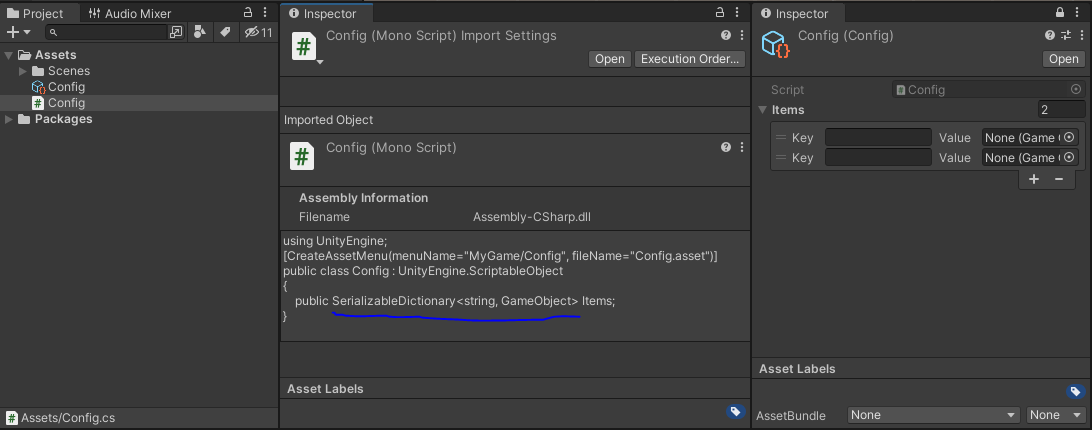 Project
Audio Mixer
11
Assets
Scenes
Config
Config
Packages
Assets/Config.cs
Inspector
Config (Mono Script) Import Settings
Open
Execution Order...
Imported Object
Config (Mono Script)
Assembly Information
Filename Assembly-CSharp.dll
using UnityEngine;
[CreateAssetMenu(menuName="MyGame/Config", fileName="Config.asset")]
public class Config : UnityEngine.ScriptableObject
{
public SerializableDictionary<string, GameObject> Items;
}
Asset Labels
Inspector
Config (Config)
Open
Script Config
Items 2
Key Value None (Game
Key Value None (Game
Asset Labels
AssetBundle None None